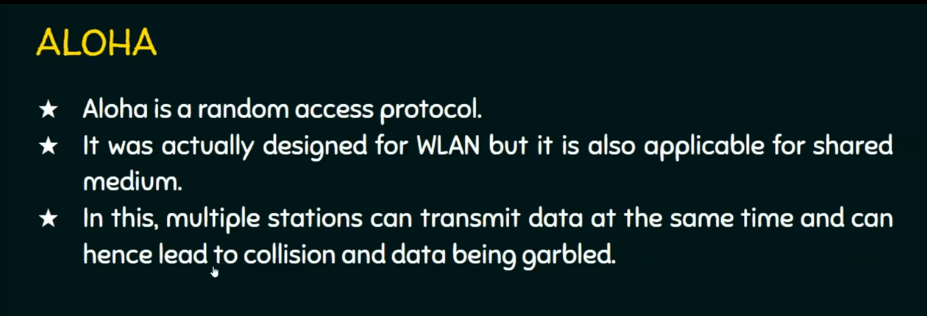 ALOHA
★ Aloha is a random access protocol.
★ It was actually designed for WLAN but it is also applicable for shared
medium.
★ In this, multiple stations can transmit data at the same time and can
hence lead to collision and data being garbled.